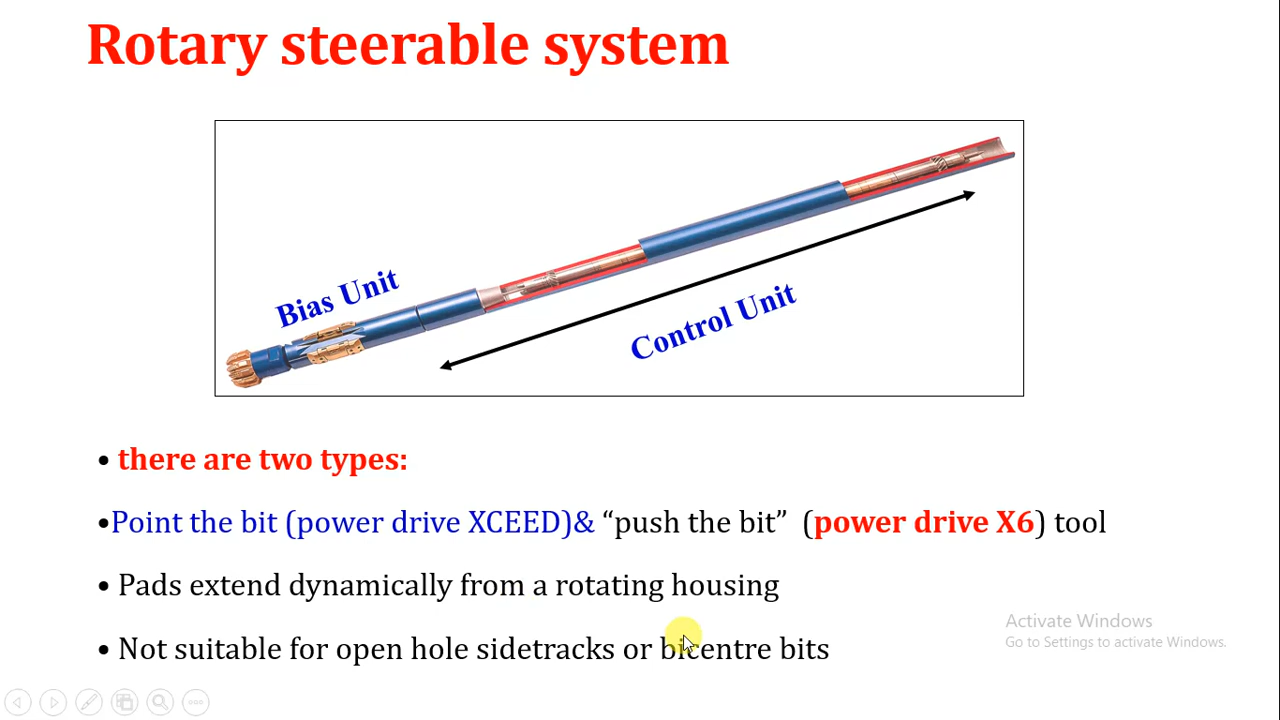 Rotary steerable system
Bias Unit
Control Unit
• there are two types:
•Point the bit (power drive XCEED)& “push the bit” (power drive X6) tool
• Pads extend dynamically from a rotating housing
• Not suitable for open hole sidetracks or bicentre bits
Activate Windows
Go to Settings to activate Windows.